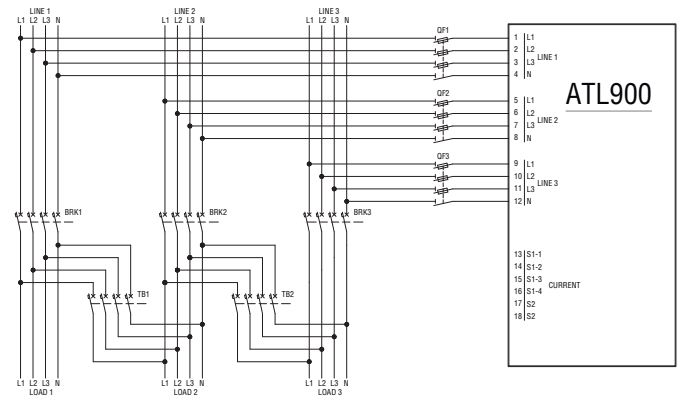 LINE 1
L1 L2 L3 N
LINE 2
L1 L2 L3 N
LINE 3
L1 L2 L3 N
QF1
QF2
QF3
1 L1
2 L2
3 L3
4 N
LINE 1
5 L1
6 L2
7 L3
8 N
LINE 2
9 L1
10 L2
11 L3
12 N
LINE 3
ATL900
13 S1-1
14 S1-2
15 S1-3
16 S1-4
17 S2
18 S2
CURRENT
BRK1
BRK2
BRK3
TB1
TB2
L1 L2 L3 N
LOAD 1
L1 L2 L3 N
LOAD 2
L1 L2 L3 N
LOAD 3